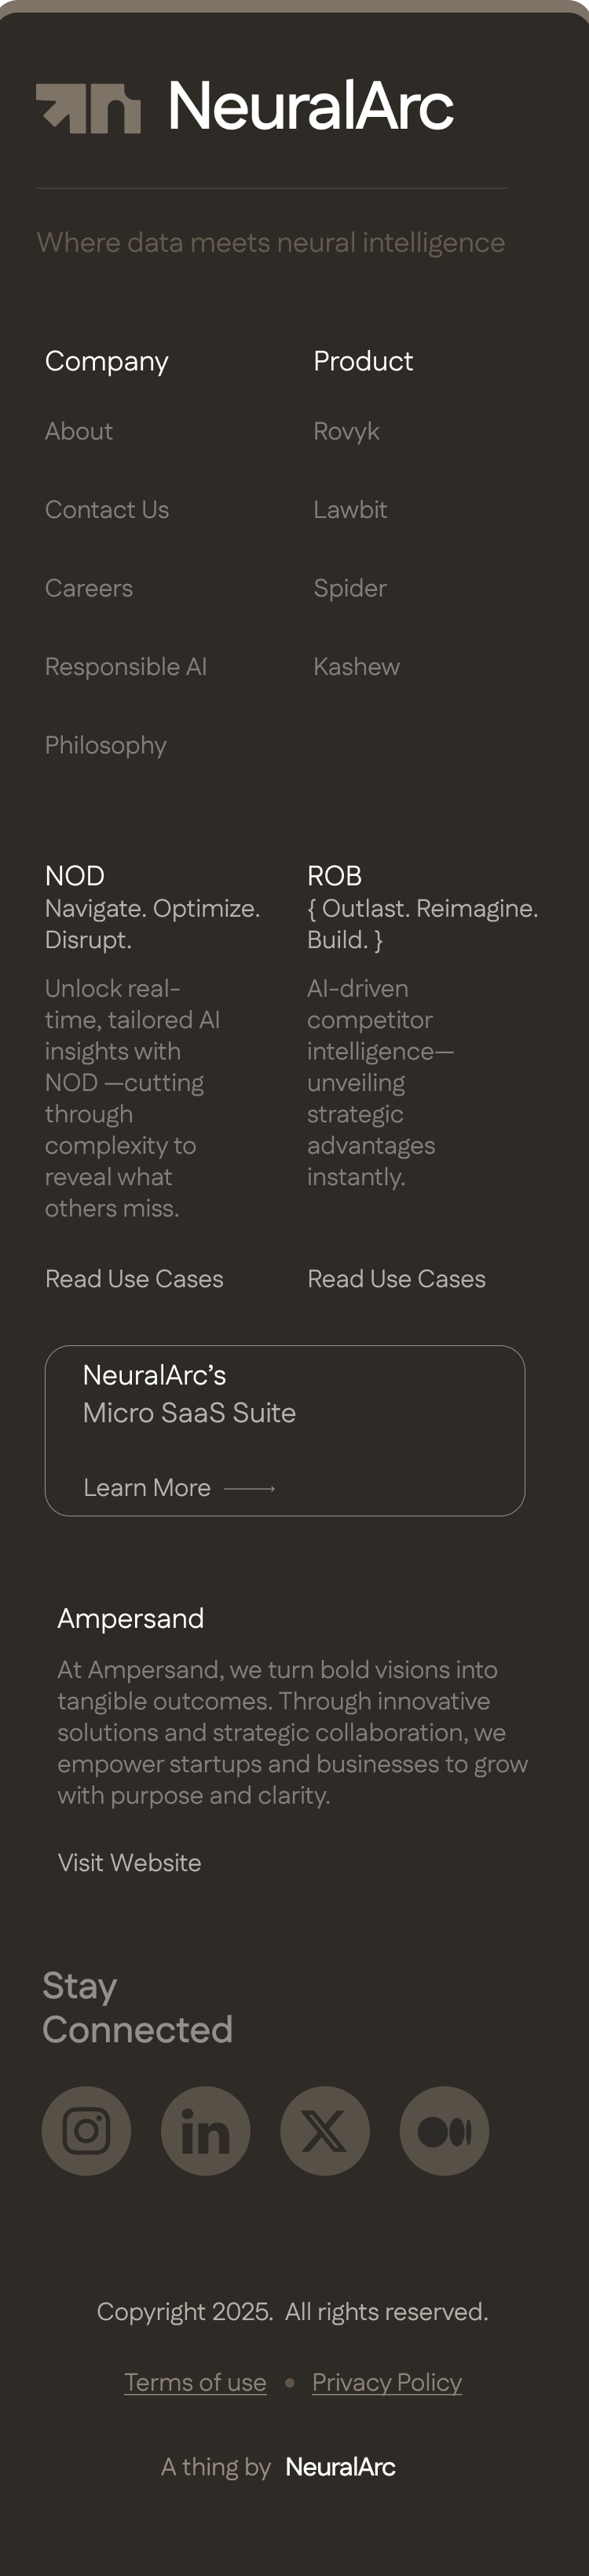 NeuralArc
Where data meets neural intelligence
Company
About
Contact Us
Careers
Responsible AI
Philosophy
Product
Rovyk
Lawbit
Spider
Kashew
NOD
Navigate. Optimize.
Disrupt.
Unlock real-
time, tailored AI
insights with
NOD —cutting
through
complexity to
reveal what
others miss.
Read Use Cases
ROB
{ Outlast. Reimagine.
Build. }
AI-driven
competitor
intelligence—
unveiling
strategic
advantages
instantly.
Read Use Cases
NeuralArc’s
Micro SaaS Suite
Learn More
Ampersand
At Ampersand, we turn bold visions into
tangible outcomes. Through innovative
solutions and strategic collaboration, we
empower startups and businesses to grow
with purpose and clarity.
Visit Website
Stay
Connected
in
Copyright 2025.  All rights reserved.
Terms of use • Privacy Policy
A thing by NeuralArc